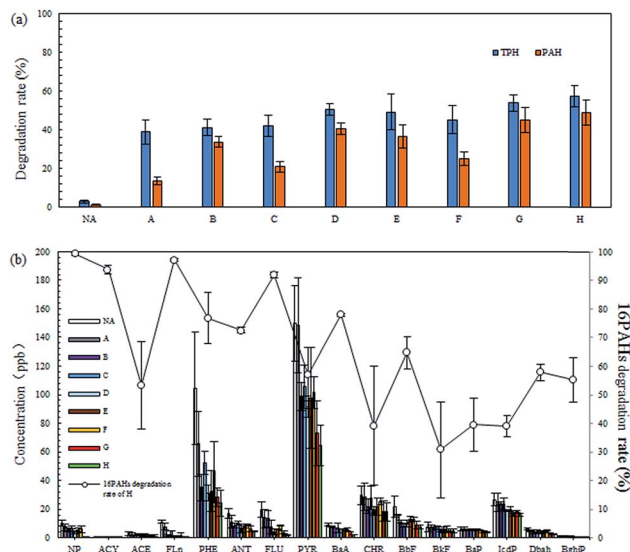 (a)
100
80
60
40
20
0
Degradation rate (%)
TPH PAH
NA A B C D E F G H
(b)
200
180
160
140
120
100
80
60
40
20
0
Concentration (ppb)
NA
A
B
C
D
E
F
G
H
16PAHs degradation
rate of H
100
90
80
70
60
50
40
30
20
10
0
16PAHs degradation
rate (%)
NP ACY ACE FLn PHE ANT FLU PYR BaA CHR BbF BkF BaP IcdP Dbah BghiP